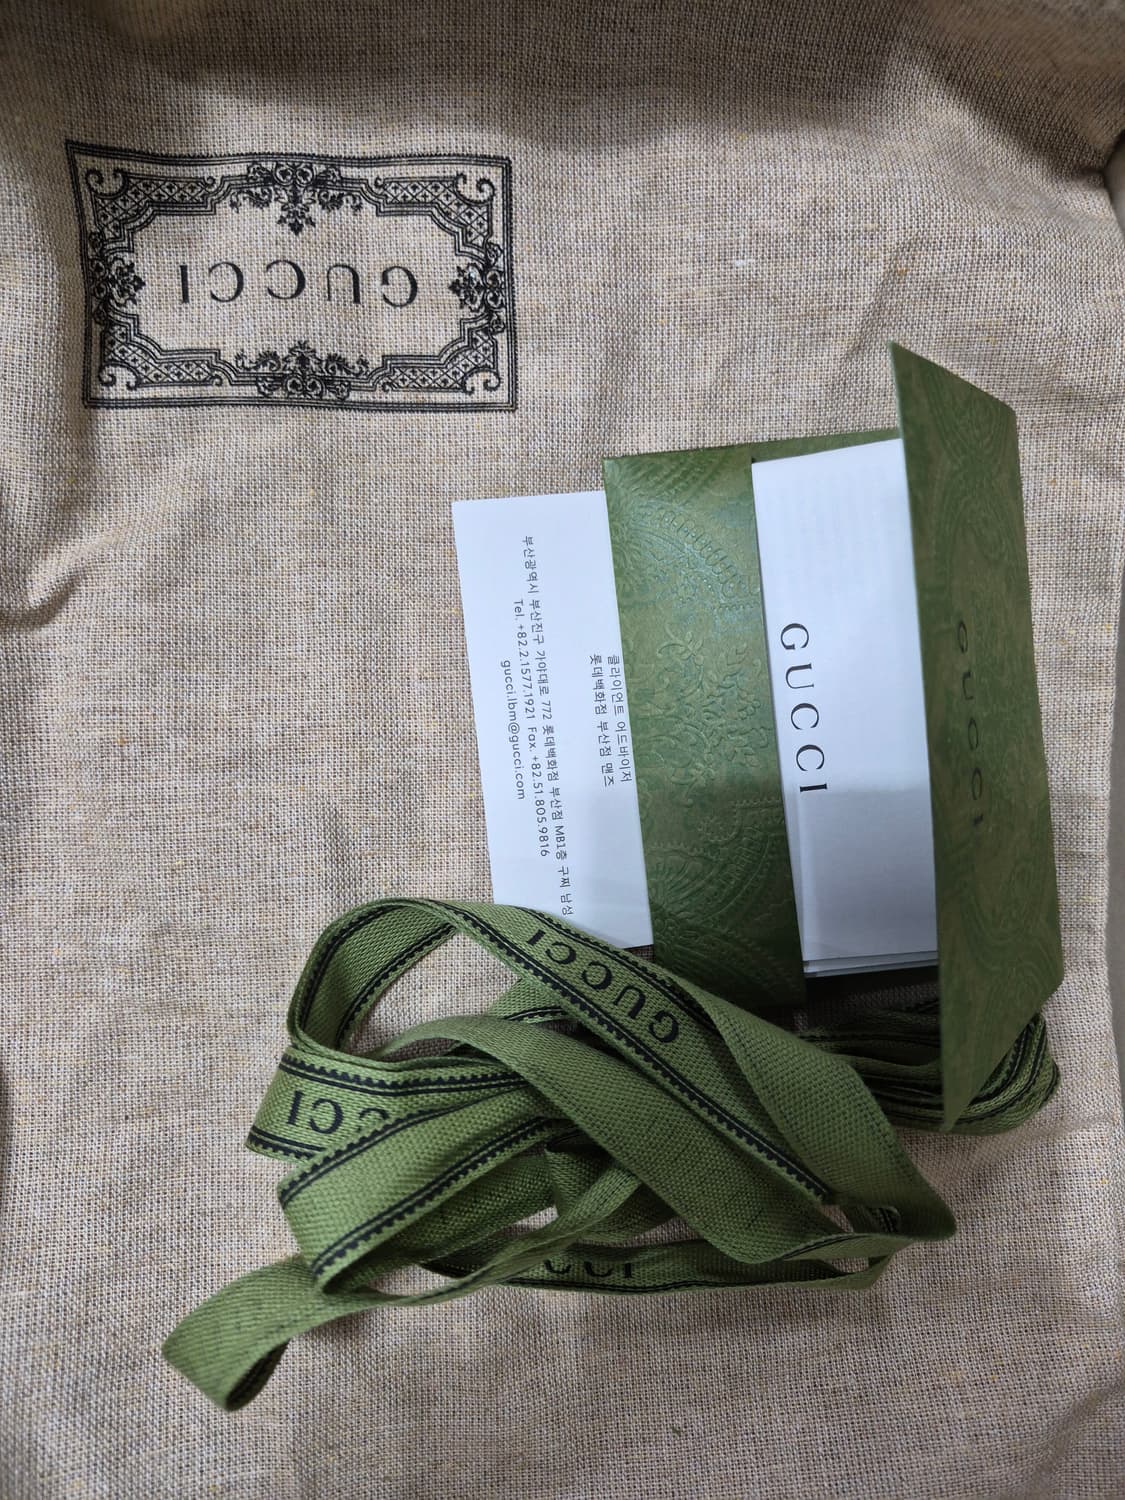 GUCCI
클라이언트 어드바이저
롯데백화점 부산점 맨즈
부산광역시 부산진구 가야대로 772 롯데백화점 부산점 MB1층 구찌 남성
Tel. +82.2.1577.1921 Fax. +82.51.805.9816
gucci.lbm@gucci.com
GUCCI
GUCCI
GUCCI
CCI
CCI